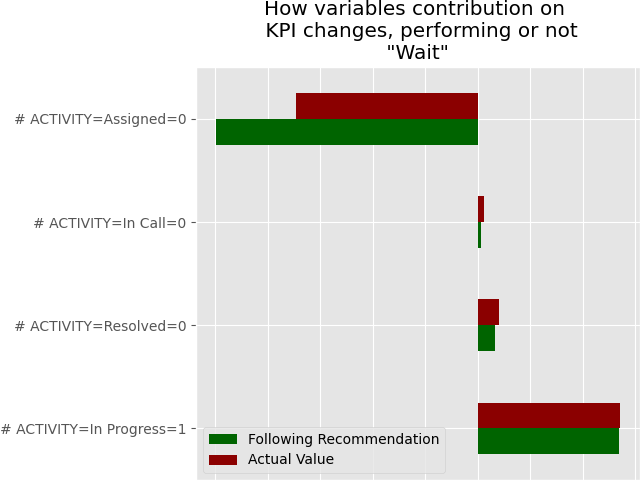 How variables contribution on
KPI changes, performing or not
"Wait"
# ACTIVITY=Assigned=0
# ACTIVITY=In Call=0
# ACTIVITY=Resolved=0
# ACTIVITY=In Progress=1
Following Recommendation
Actual Value